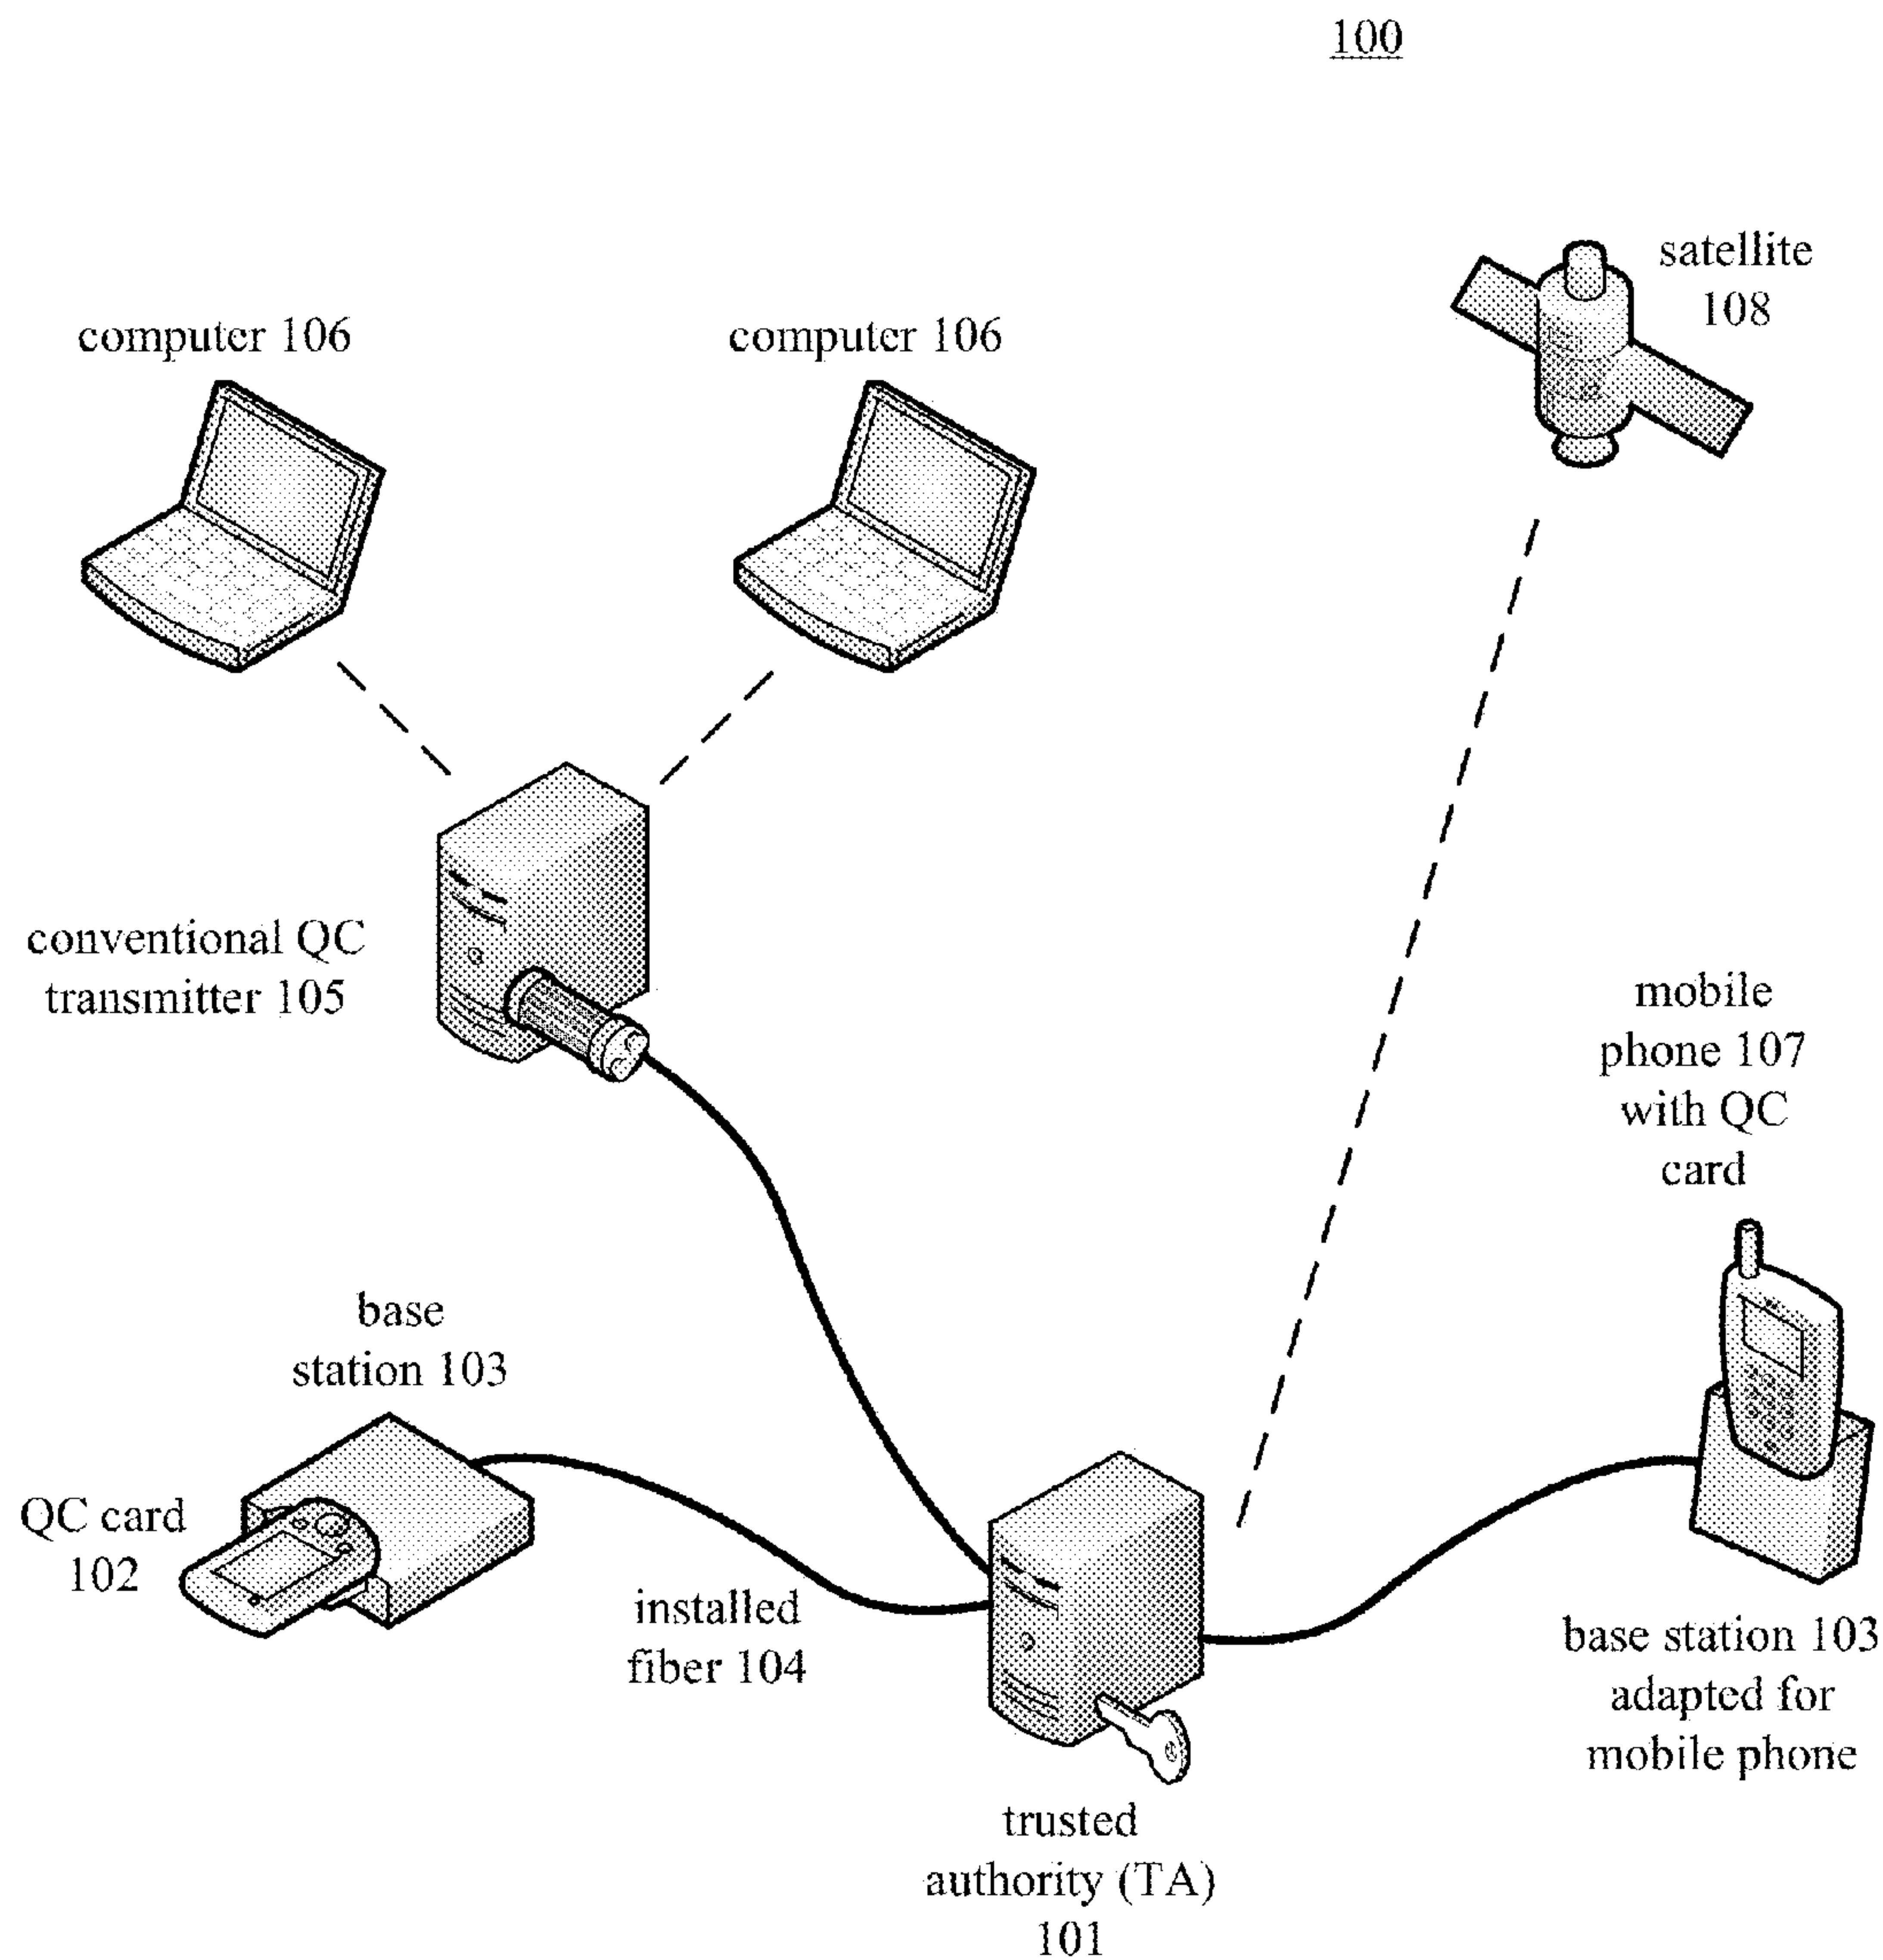 100
satellite
108
computer 106
computer 106
conventional QC
transmitter 105
mobile
phone 107
with QC
card
base
station 103
QC card
102
installed
fiber 104
base station 103
adapted for
mobile phone
trusted
authority (TA)
101